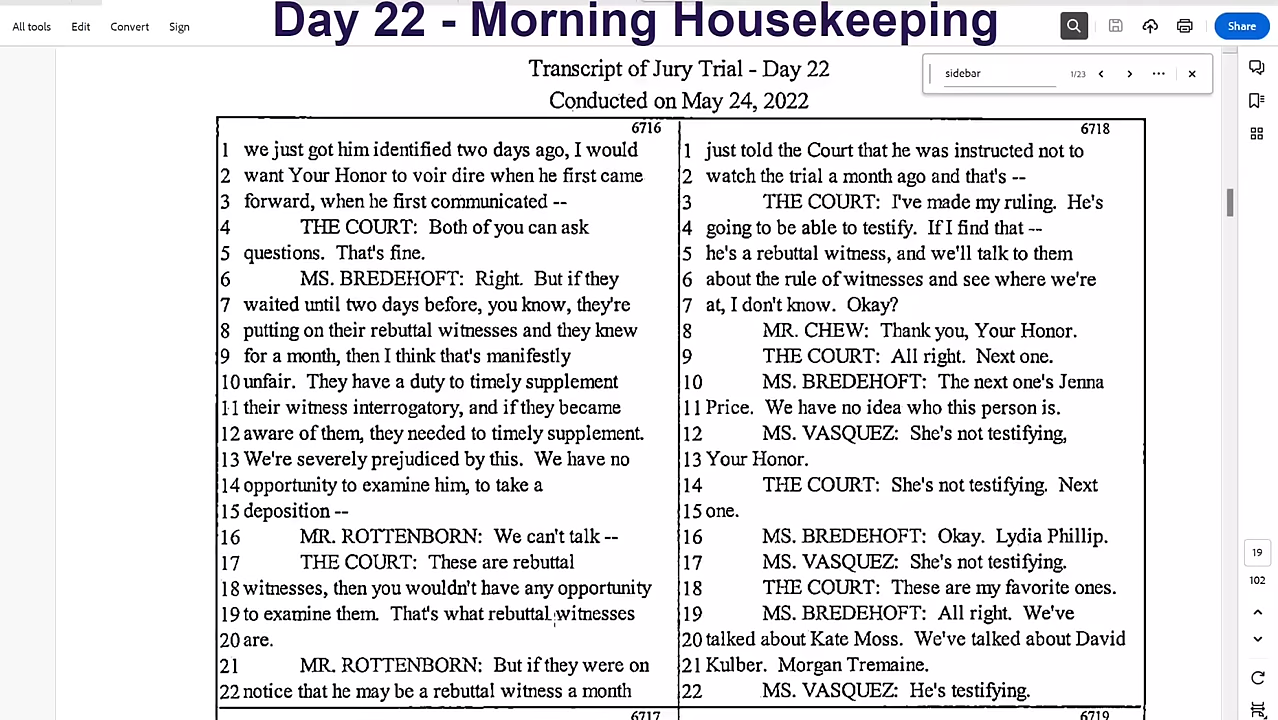 All tools Edit Convert Sign
Day 22 - Morning Housekeeping
Share
sidebar 1/23
Transcript of Jury Trial - Day 22
Conducted on May 24, 2022
6716
1 we just got him identified two days ago, I would
2 want Your Honor to voir dire when he first came
3 forward, when he first communicated --
4 THE COURT: Both of you can ask
5 questions. That's fine.
6 MS. BREDEHOFT: Right. But if they
7 waited until two days before, you know, they're
8 putting on their rebuttal witnesses and they knew
9 for a month, then I think that's manifestly
10 unfair. They have a duty to timely supplement
11 their witness interrogatory, and if they became
12 aware of them, they needed to timely supplement.
13 We're severely prejudiced by this. We have no
14 opportunity to examine him, to take a
15 deposition --
16 MR. ROTTENBORN: We can't talk --
17 THE COURT: These are rebuttal
18 witnesses, then you wouldn't have any opportunity
19 to examine them. That's what rebuttal witnesses
20 are.
21 MR. ROTTENBORN: But if they were on
22 notice that he may be a rebuttal witness a month
6717
6718
1 just told the Court that he was instructed not to
2 watch the trial a month ago and that's --
3 THE COURT: I've made my ruling. He's
4 going to be able to testify. If I find that --
5 he's a rebuttal witness, and we'll talk to them
6 about the rule of witnesses and see where we're
7 at, I don't know. Okay?
8 MR. CHEW: Thank you, Your Honor.
9 THE COURT: All right. Next one.
10 MS. BREDEHOFT: The next one's Jenna
11 Price. We have no idea who this person is.
12 MS. VASQUEZ: She's not testifying,
13 Your Honor.
14 THE COURT: She's not testifying. Next
15 one.
16 MS. BREDEHOFT: Okay. Lydia Phillip.
17 MS. VASQUEZ: She's not testifying.
18 THE COURT: These are my favorite ones.
19 MS. BREDEHOFT: All right. We've
20 talked about Kate Moss. We've talked about David
21 Kulber. Morgan Tremaine.
22 MS. VASQUEZ: He's testifying.
6719
19
102